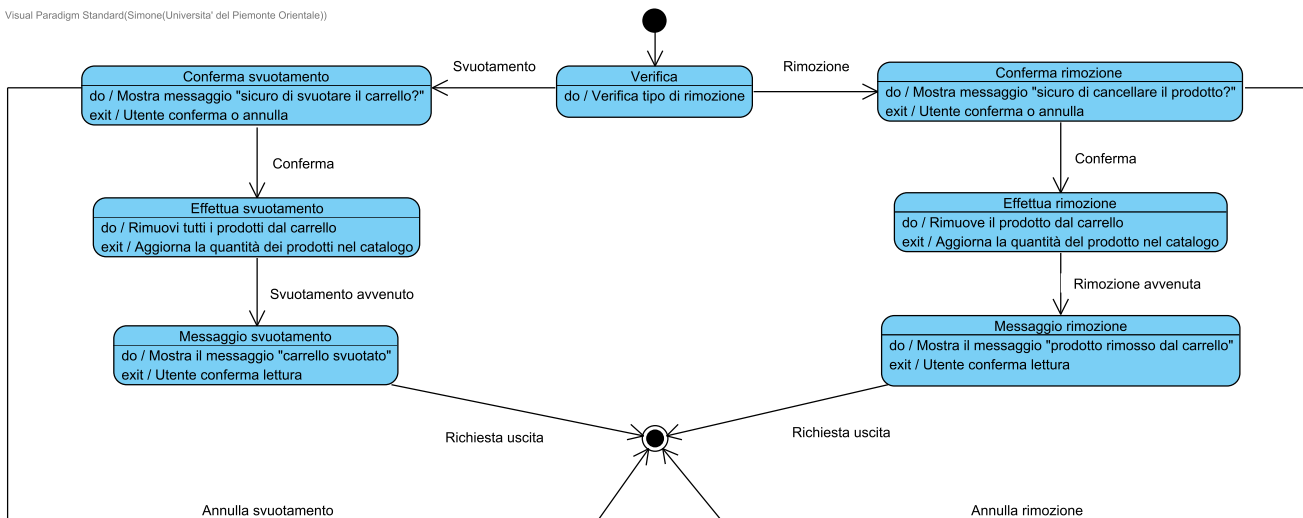 Visual Paradigm Standard(Simone(Universita' del Piemonte Orientale))
Svuotamento
Rimozione
Conferma svuotamento
do / Mostra messaggio "sicuro di svuotare il carrello?"
exit / Utente conferma o annulla
Verifica
do / Verifica tipo di rimozione
Conferma rimozione
do / Mostra messaggio "sicuro di cancellare il prodotto?"
exit / Utente conferma o annulla
Conferma
Conferma
Effettua svuotamento
do / Rimuovi tutti i prodotti dal carrello
exit / Aggiorna la quantità dei prodotti nel catalogo
Effettua rimozione
do / Rimuove il prodotto dal carrello
exit / Aggiorna la quantità del prodotto nel catalogo
Svuotamento avvenuto
Rimozione avvenuta
Messaggio svuotamento
do / Mostra il messaggio "carrello svuotato"
exit / Utente conferma lettura
Messaggio rimozione
do / Mostra il messaggio "prodotto rimosso dal carrello"
exit / Utente conferma lettura
Richiesta uscita
Richiesta uscita
Annulla svuotamento
Annulla rimozione